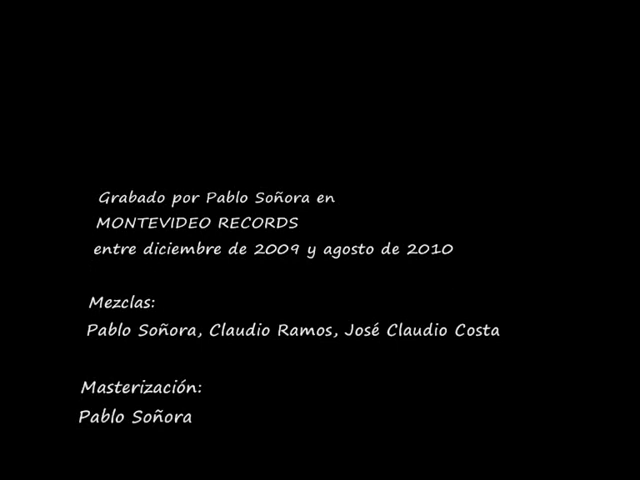 Grabado por Pablo Soñora en
MONTEVIDEO RECORDS
entre diciembre de 2009 y agosto de 2010
Mezclas:
Pablo Soñora, Claudio Ramos, José Claudio Costa
Masterización:
Pablo Soñora